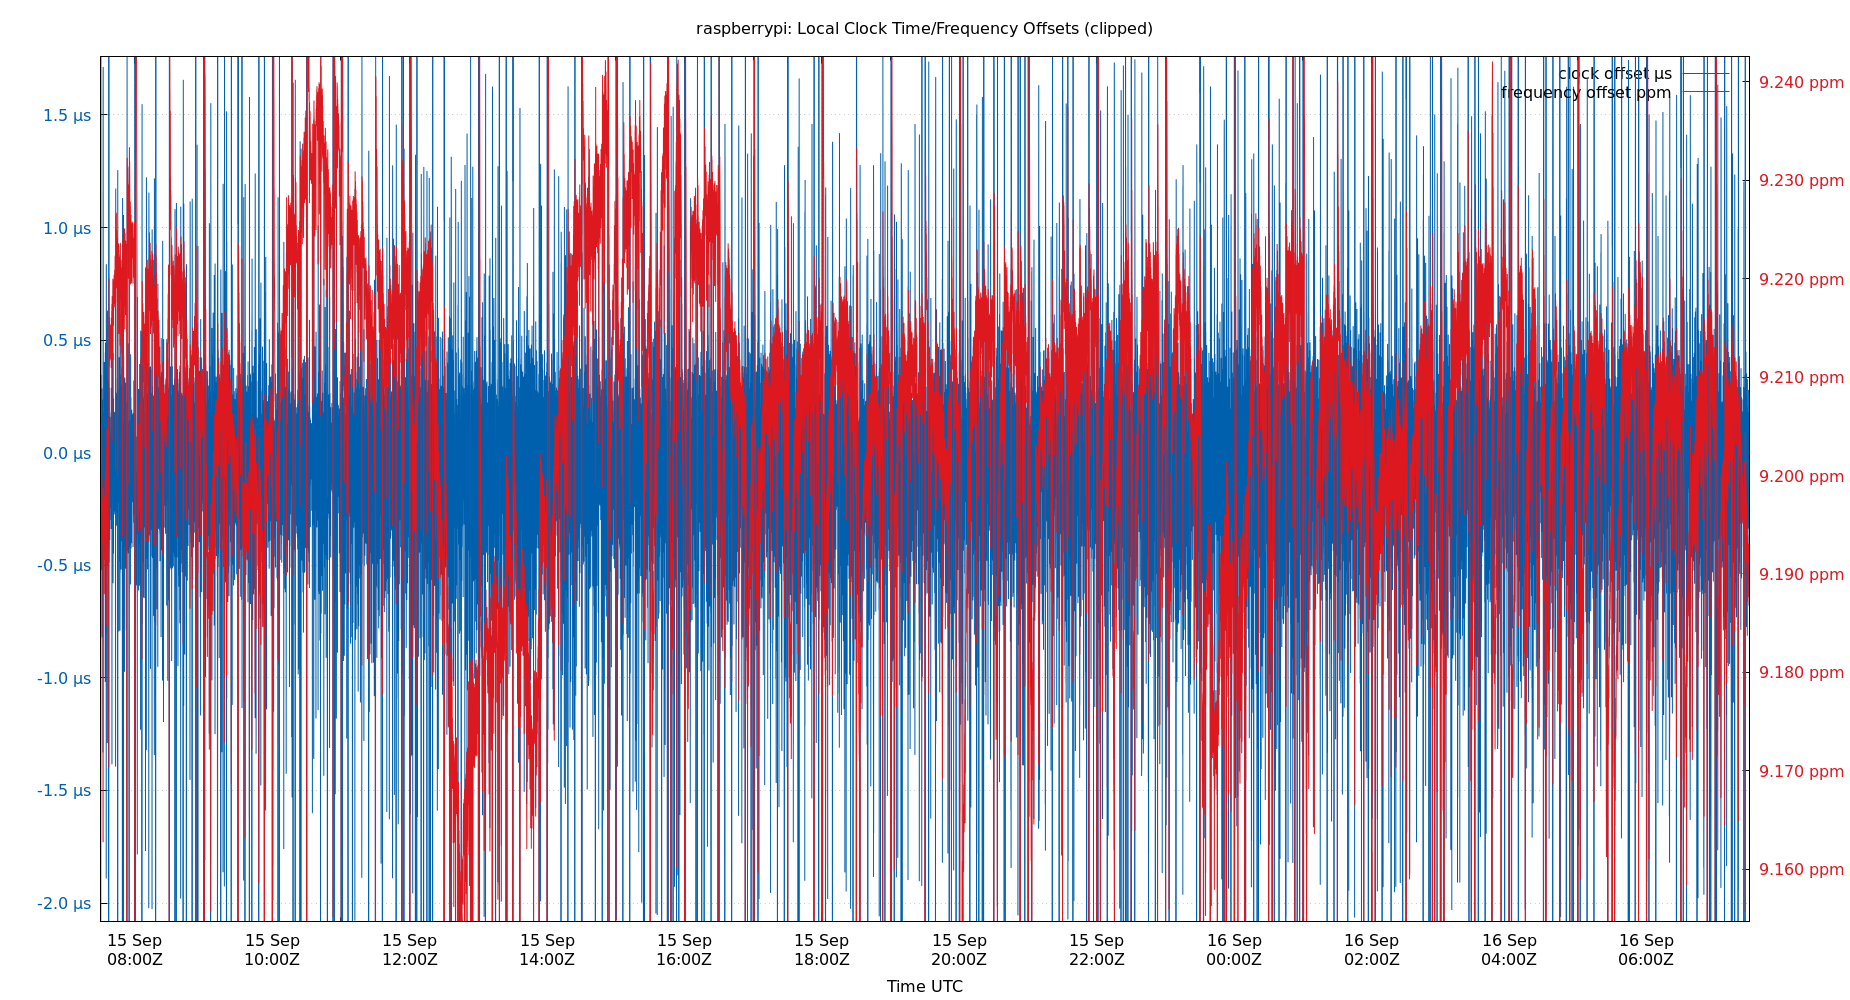 raspberrypi: Local Clock Time/Frequency Offsets (clipped)
clock offset µs
frequency offset ppm
1.5 µs
1.0 µs
0.5 µs
0.0 µs
-0.5 µs
-1.0 µs
-1.5 µs
-2.0 µs
9.240 ppm
9.230 ppm
9.220 ppm
9.210 ppm
9.200 ppm
9.190 ppm
9.180 ppm
9.170 ppm
9.160 ppm
15 Sep 15 Sep 15 Sep 15 Sep 15 Sep 15 Sep 15 Sep 15 Sep 16 Sep 16 Sep 16 Sep 16 Sep
08:00Z 10:00Z 12:00Z 14:00Z 16:00Z 18:00Z 20:00Z 22:00Z 00:00Z 02:00Z 04:00Z 06:00Z
Time UTC